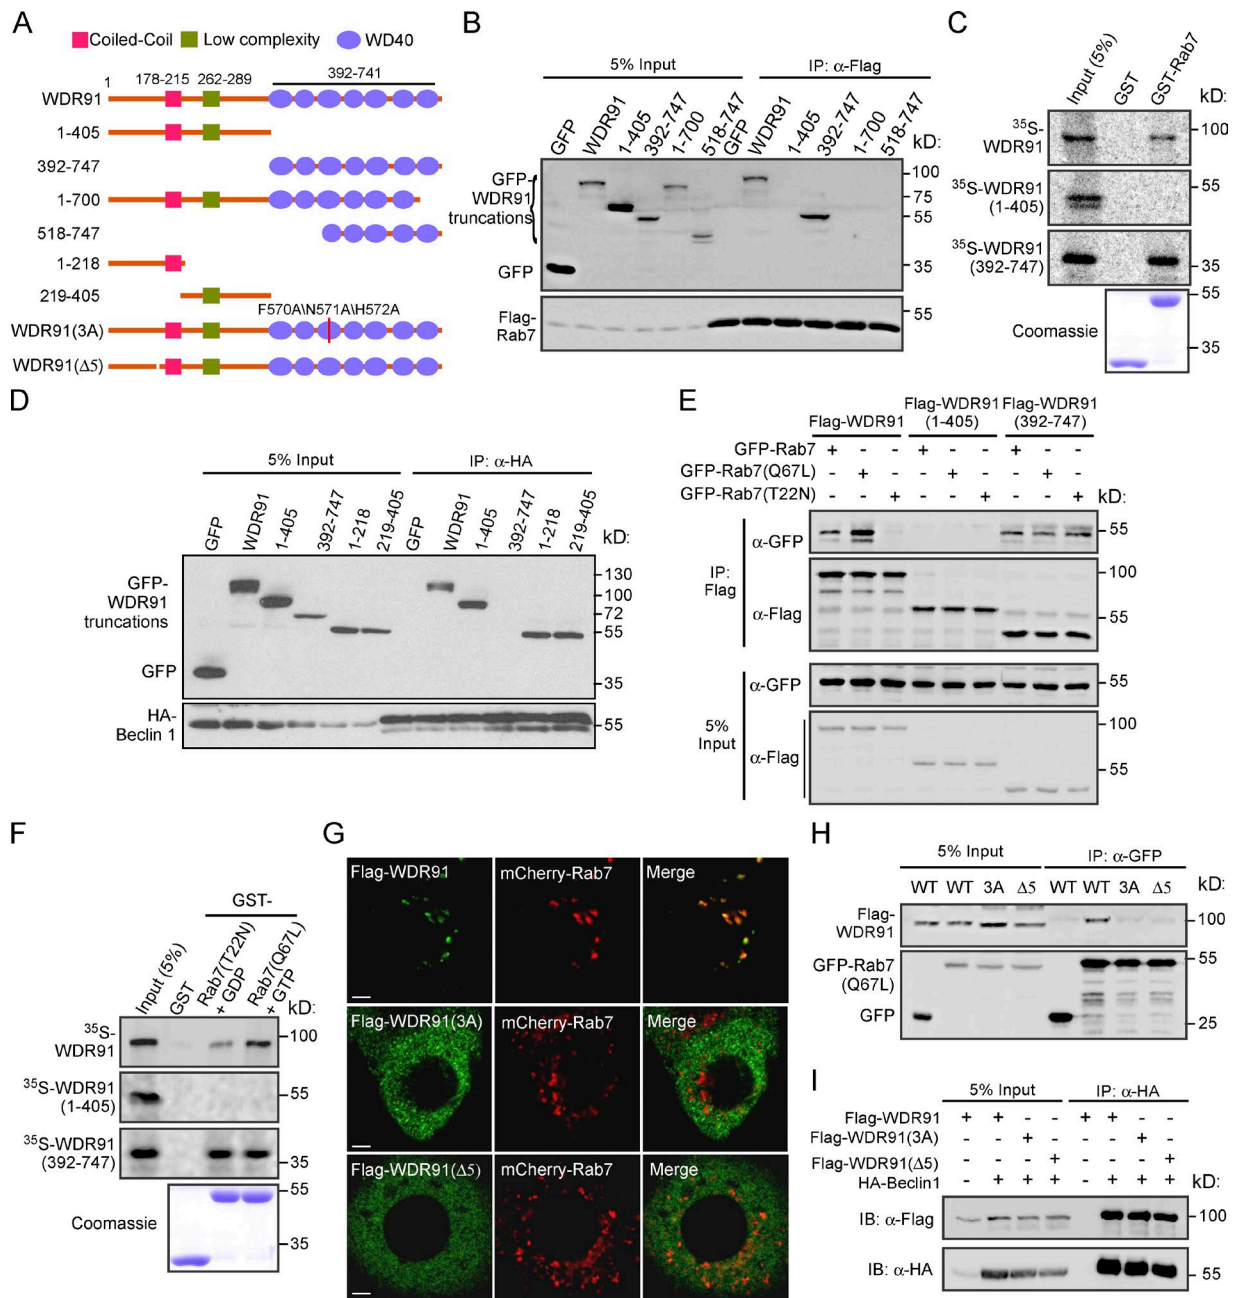 A
Coiled-Coil Low complexity WD40
1 178-215 262-289 392-741
WDR91
1-405
392-747
1-700
518-747
1-218
219-405
F570A\N571A\H572A
WDR91(3A)
WDR91(Δ5)
B
5% Input IP: α-Flag
GFP WDR91 1-405 392-747 1-700 518-747 GFP WDR91 1-405 392-747 1-700 518-747
kD:
GFP-
WDR91
truncations
GFP
100
75
55
35
Flag-
Rab7
55
C
Input (5%) GST GST-Rab7
kD:
35S-
WDR91
100
35S-WDR91
(1-405)
55
35S-WDR91
(392-747)
35
Coomassie
55
35
D
5% Input IP: α-HA
GFP WDR91 1-405 392-747 1-218 219-405 GFP WDR91 1-405 392-747 1-218 219-405
kD:
GFP-
WDR91
truncations
GFP
130
100
72
55
35
HA-
Beclin 1
55
E
Flag-WDR91 Flag-WDR91 (1-405) Flag-WDR91 (392-747)
GFP-Rab7 + - - + - - + - -
GFP-Rab7(Q67L) - + - - + - - + -
GFP-Rab7(T22N) - - + - - + - - +
kD:
IP:
Flag
α-GFP
55
α-Flag
100
55
5%
Input
α-GFP
55
α-Flag
100
55
F
GST-
Input (5%) GST Rab7(T22N) + GDP Rab7(Q67L) + GTP
kD:
35S-
WDR91
100
35S-WDR91
(1-405)
55
35S-WDR91
(392-747)
35
Coomassie
55
35
G
Flag-WDR91 mCherry-Rab7 Merge
Flag-WDR91(3A) mCherry-Rab7 Merge
Flag-WDR91(Δ5) mCherry-Rab7 Merge
H
5% Input IP: α-GFP
WT WT 3A Δ5 WT WT 3A Δ5
kD:
Flag-
WDR91
100
GFP-Rab7
(Q67L)
GFP
55
25
I
5% Input IP: α-HA
Flag-WDR91 + + - - + + - -
Flag-WDR91(3A) - - + - - - + -
Flag-WDR91(Δ5) - - - + - - - +
HA-Beclin1 - + + + - + + +
kD:
IB: α-Flag
100
IB: α-HA
55